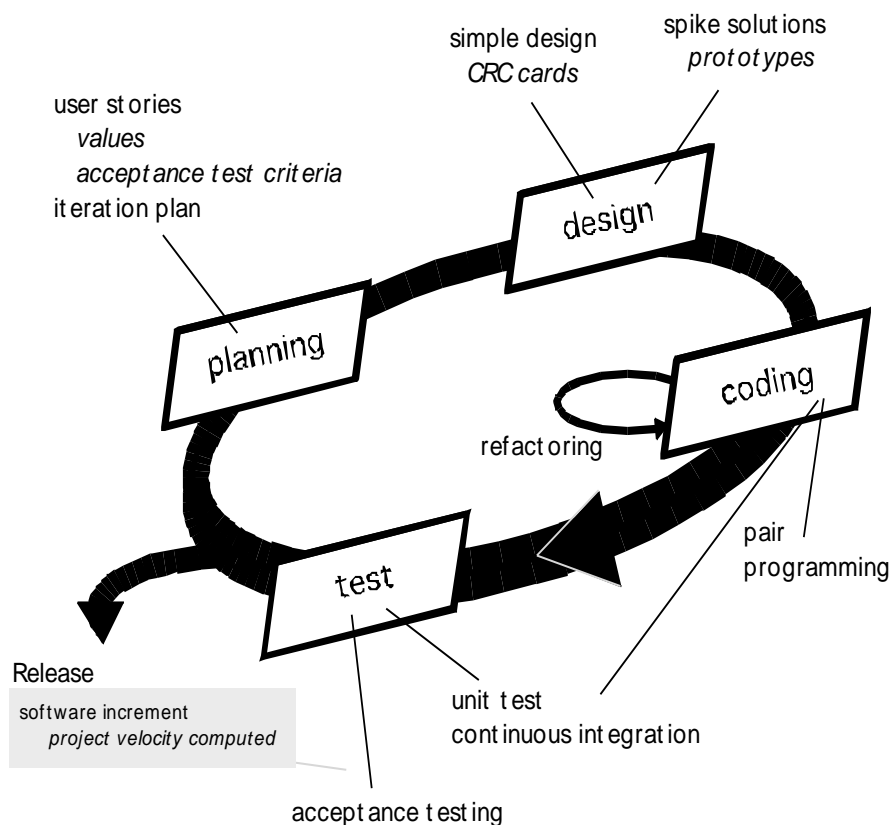 simple design
CRC cards
spike solutions
prototypes
user stories
values
acceptance test criteria
iteration plan
design
planning
coding
refactoring
test
pair
programming
Release
software increment
project velocity computed
unit test
continuous integration
acceptance testing